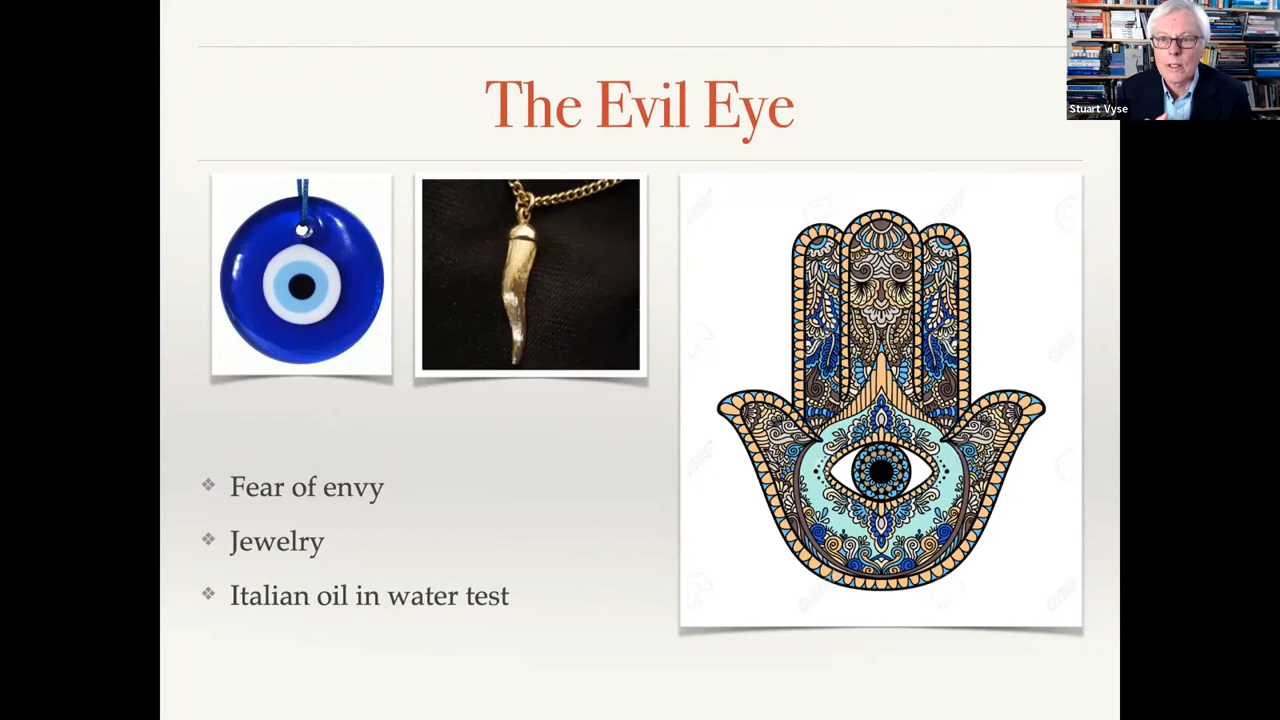 The Evil Eye
Stuart Vyse
Fear of envy
Jewelry
Italian oil in water test